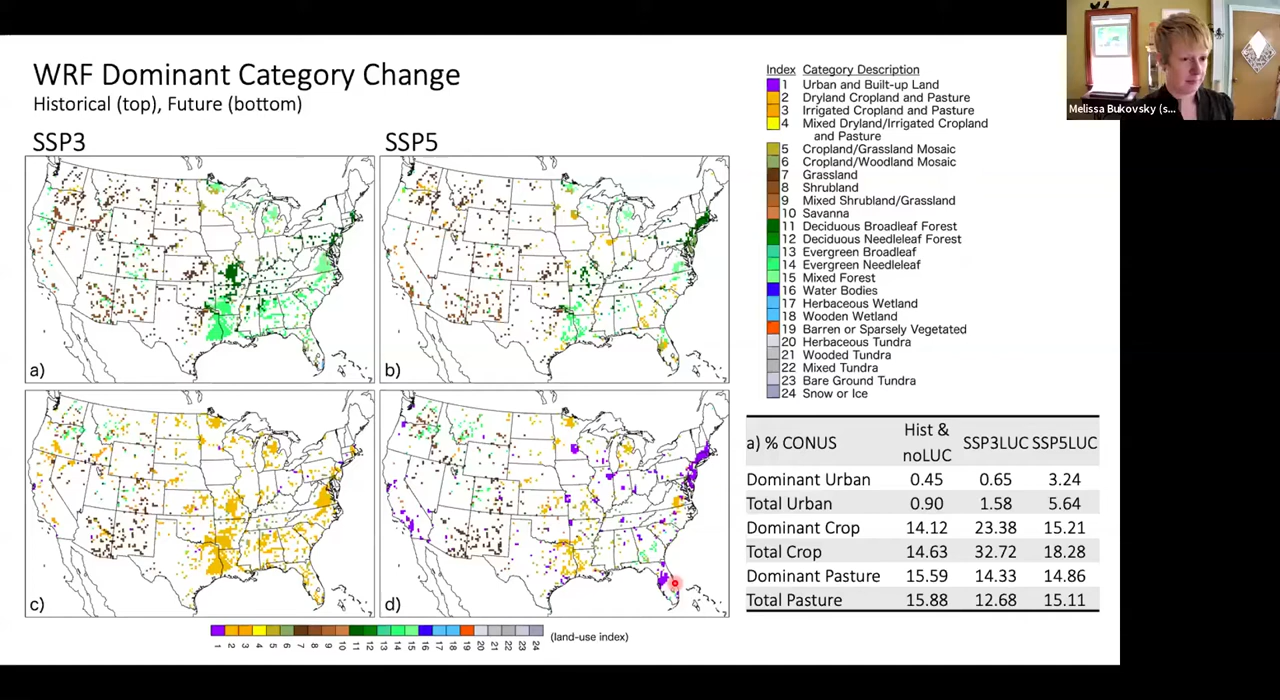 WRF Dominant Category Change
Historical (top), Future (bottom)
SSP3
SSP5
a)
b)
c)
d)
1 2 3 4 5 6 7 8 9 10 11 12 13 14 15 16 17 18 19 20 21 22 23 24
(land-use index)
Index Category Description
1 Urban and Built-up Land
2 Dryland Cropland and Pasture
3 Irrigated Cropland and Pasture
4 Mixed Dryland/Irrigated Cropland
and Pasture
5 Cropland/Grassland Mosaic
6 Cropland/Woodland Mosaic
7 Grassland
8 Shrubland
9 Mixed Shrubland/Grassland
10 Savanna
11 Deciduous Broadleaf Forest
12 Deciduous Needleleaf Forest
13 Evergreen Broadleaf
14 Evergreen Needleleaf
15 Mixed Forest
16 Water Bodies
17 Herbaceous Wetland
18 Wooden Wetland
19 Barren or Sparsely Vegetated
20 Herbaceous Tundra
21 Wooded Tundra
22 Mixed Tundra
23 Bare Ground Tundra
24 Snow or Ice
a) % CONUS Hist & noLUC SSP3LUC SSP5LUC
Dominant Urban 0.45 0.65 3.24
Total Urban 0.90 1.58 5.64
Dominant Crop 14.12 23.38 15.21
Total Crop 14.63 32.72 18.28
Dominant Pasture 15.59 14.33 14.86
Total Pasture 15.88 12.68 15.11
Melissa Bukovsky (s...